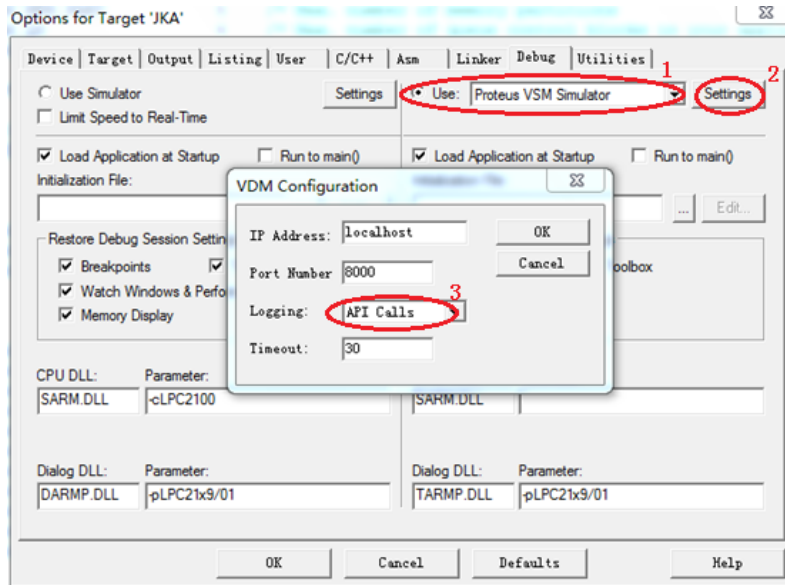 Options for Target 'JKA'
Device Target Output Listing User C/C++ Asm Linker Debug Utilities
1
2
Use Simulator Settings Use: Proteus VSM Simulator Settings
Limit Speed to Real-Time
Load Application at Startup Run to main() Load Application at Startup Run to main()
Initialization File:
... Edit...
VDM Configuration
IP Address: localhost OK
Port Number 8000 Cancel
3
Logging: API Calls
Timeout: 30
Restore Debug Session Settin
Breakpoints oolbox
Watch Windows & Perfo
Memory Display
CPU DLL: Parameter:
SARM.DLL -cLPC2100 SARM.DLL
Dialog DLL: Parameter: Dialog DLL: Parameter:
DARMP.DLL -pLPC21x9/01 TARMP.DLL -pLPC21x9/01
OK Cancel Defaults Help